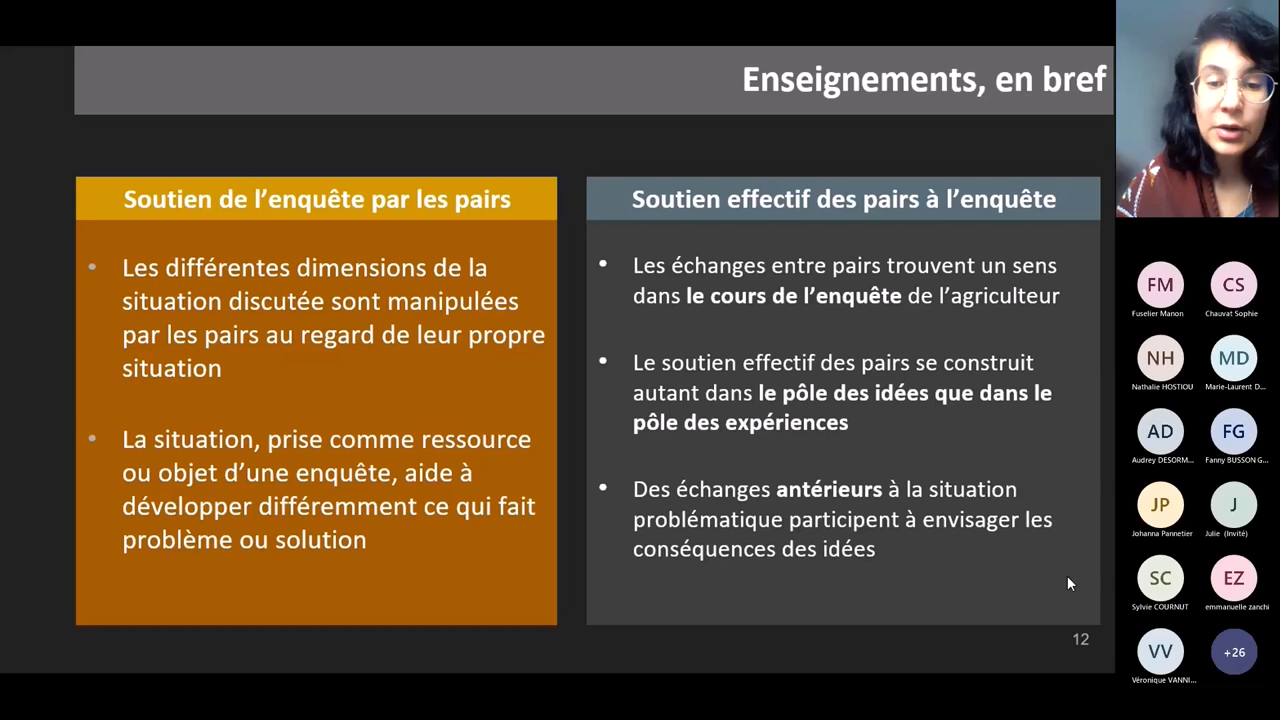 Enseignements, en bref
Soutien de l’enquête par les pairs
Les différentes dimensions de la
situation discutée sont manipulées
par les pairs au regard de leur propre
situation
La situation, prise comme ressource
ou objet d’une enquête, aide à
développer différemment ce qui fait
problème ou solution
Soutien effectif des pairs à l’enquête
Les échanges entre pairs trouvent un sens
dans le cours de l’enquête de l’agriculteur
Le soutien effectif des pairs se construit
autant dans le pôle des idées que dans le
pôle des expériences
Des échanges antérieurs à la situation
problématique participent à envisager les
conséquences des idées
12
FM
Fuselier Manon
CS
Chauvat Sophie
NH
Nathalie HOSTIOU
MD
Marie-Laurent D...
AD
Audrey DESORM...
FG
Fanny BUSSON G...
JP
Johanna Pannetier
J
Julie (Invité)
SC
Sylvie COURNUT
EZ
emmanuelle zanchi
VV
Véronique VANNI...
+26